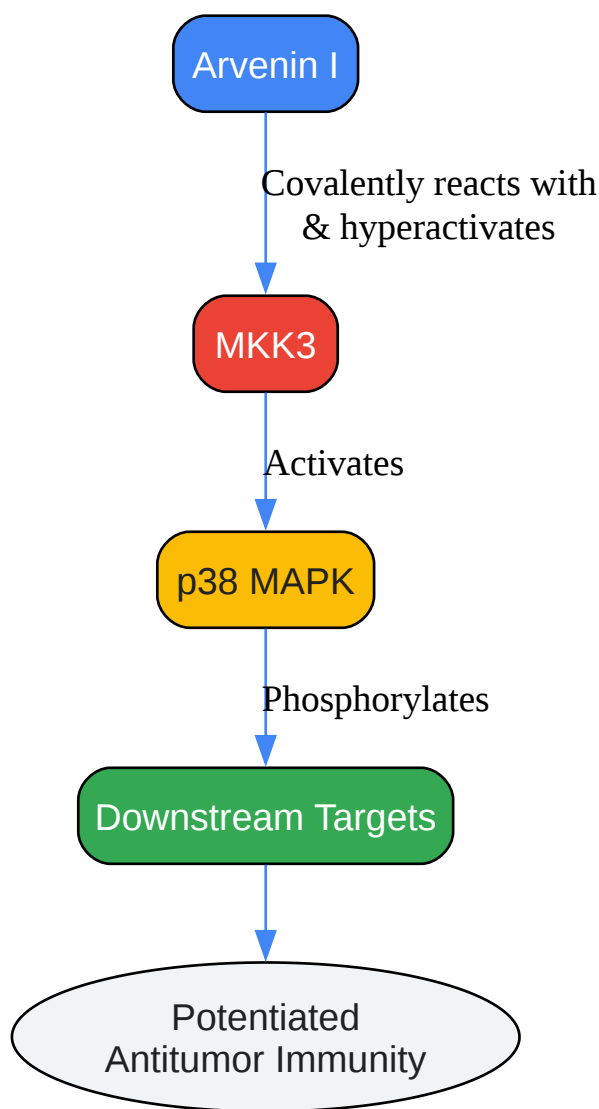 Arvenin I
Covalently reacts with
& hyperactivates
MKK3
Activates
p38 MAPK
Phosphorylates
Downstream Targets
Potentiated
Antitumor Immunity